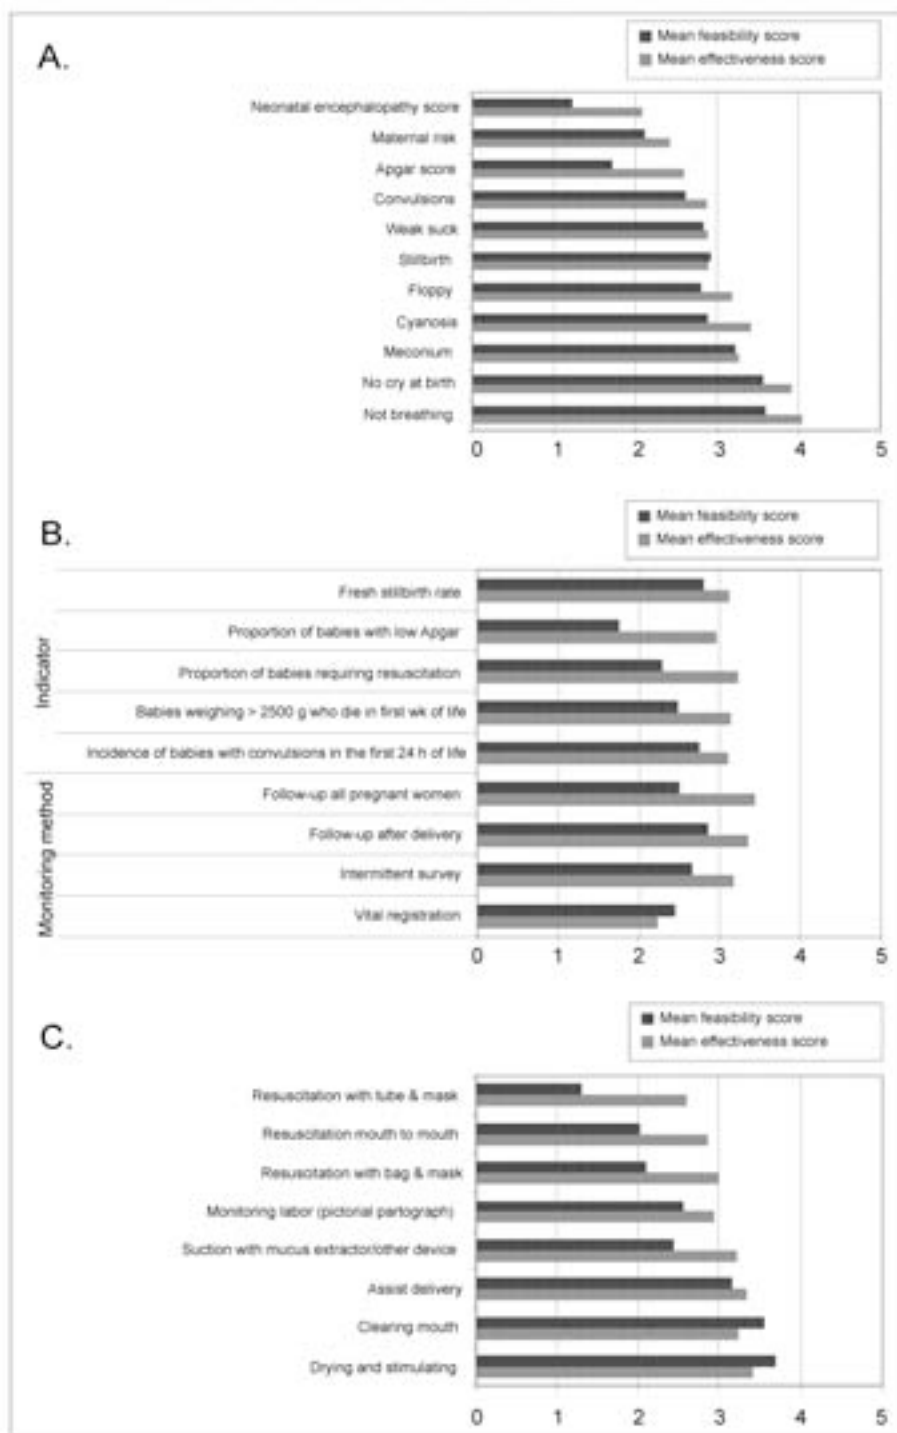 A.
Mean feasibility score
Mean effectiveness score
Neonatal encephalopathy score
Maternal risk
Apgar score
Convulsions
Weak suck
Stillbirth
Floppy
Cyanosis
Meconium
No cry at birth
Not breathing
0 1 2 3 4 5
B.
Mean feasibility score
Mean effectiveness score
Indicator
Fresh stillbirth rate
Proportion of babies with low Apgar
Proportion of babies requiring resuscitation
Babies weighing > 2500 g who die in first wk of life
Incidence of babies with convulsions in the first 24 h of life
Monitoring method
Follow-up all pregnant women
Follow-up after delivery
Intermittent survey
Vital registration
0 1 2 3 4 5
C.
Mean feasibility score
Mean effectiveness score
Resuscitation with tube & mask
Resuscitation mouth to mouth
Resuscitation with bag & mask
Monitoring labor (pictorial partograph)
Suction with mucus extractor/other device
Assist delivery
Clearing mouth
Drying and stimulating
0 1 2 3 4 5